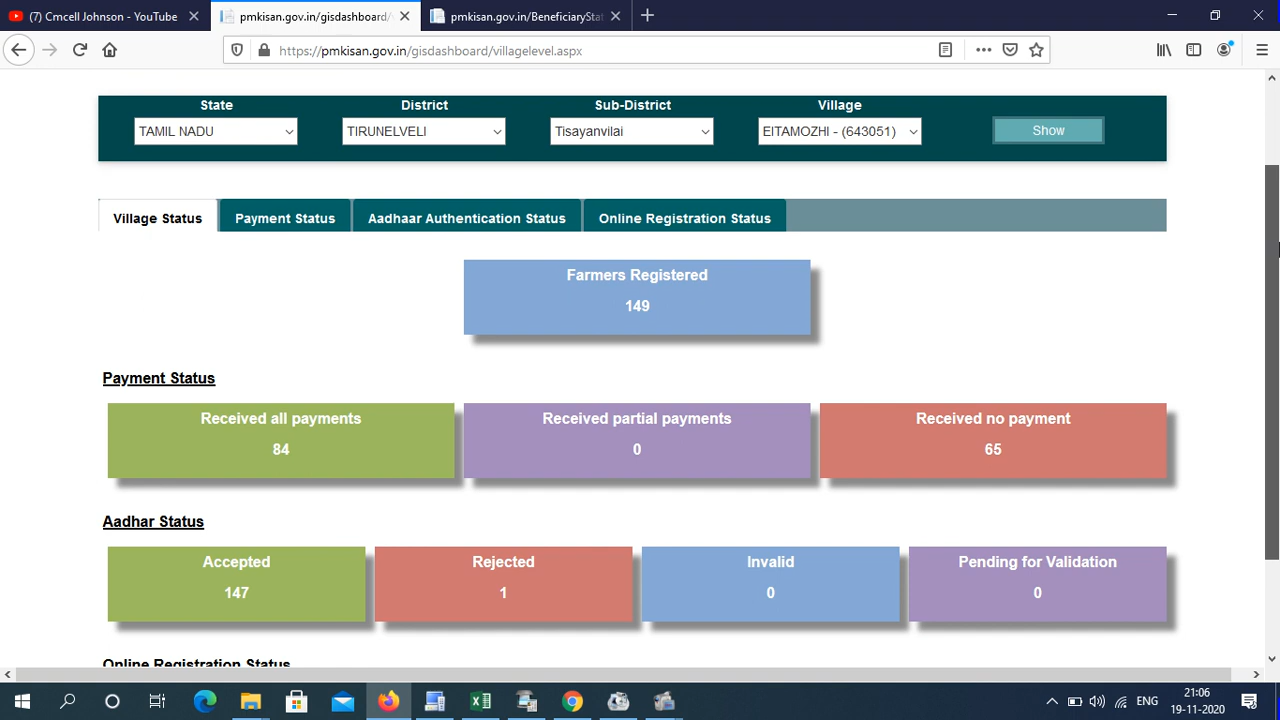 (7) Cmcell Johnson - YouTube
pmkisan.gov.in/gisdashboard/
pmkisan.gov.in/BeneficiaryStat
https://pmkisan.gov.in/gisdashboard/villagelevel.aspx
State District Sub-District Village
TAMIL NADU TIRUNELVELI Tisayanvilai EITAMOZHI - (643051) Show
Village Status Payment Status Aadhaar Authentication Status Online Registration Status
Farmers Registered
149
Payment Status
Received all payments Received partial payments Received no payment
84 0 65
Aadhar Status
Accepted Rejected Invalid Pending for Validation
147 1 0 0
Online Registration Status
ENG
21:06
19-11-2020